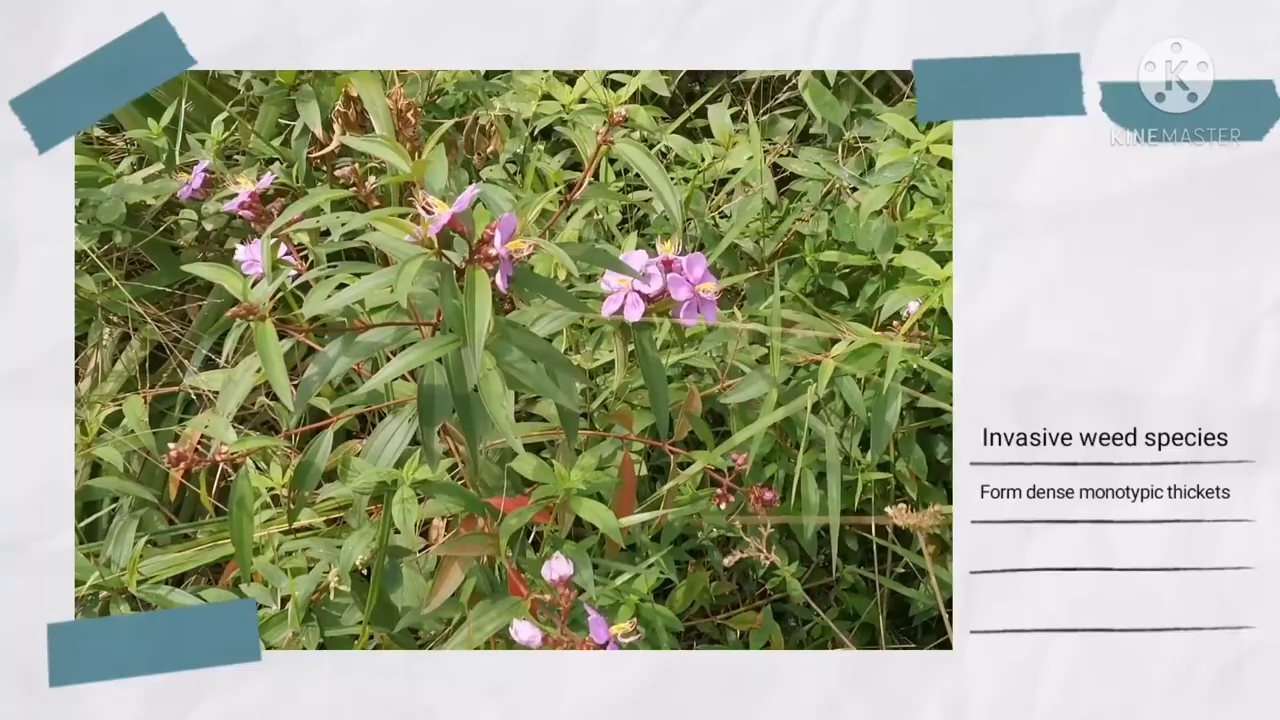 K
KINEMASTER
Invasive weed species
Form dense monotypic thickets